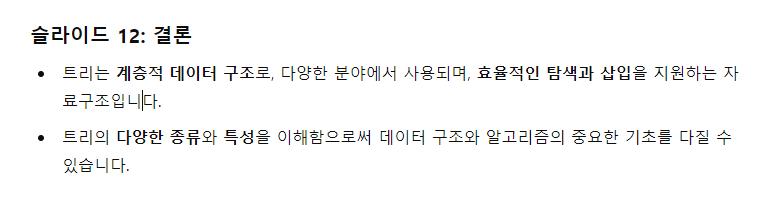 슬라이드 12: 결론
• 트리는 계층적 데이터 구조로, 다양한 분야에서 사용되며, 효율적인 탐색과 삽입을 지원하는 자
료구조입니다.
• 트리의 다양한 종류와 특성을 이해함으로써 데이터 구조와 알고리즘의 중요한 기초를 다질 수
있습니다.